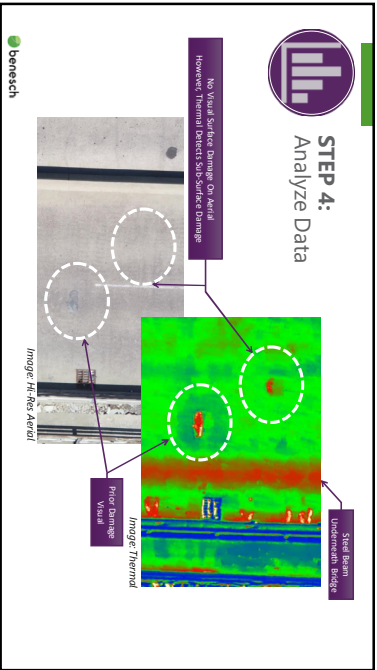 STEP 4:
Analyze Data
No Visual Surface Damage On Aerial
However, Thermal Detects Sub-Surface Damage
Steel Beam
Underneath Bridge
Prior Damage
Visual
Image: Thermal
Image: Hi-Res Aerial
benesch